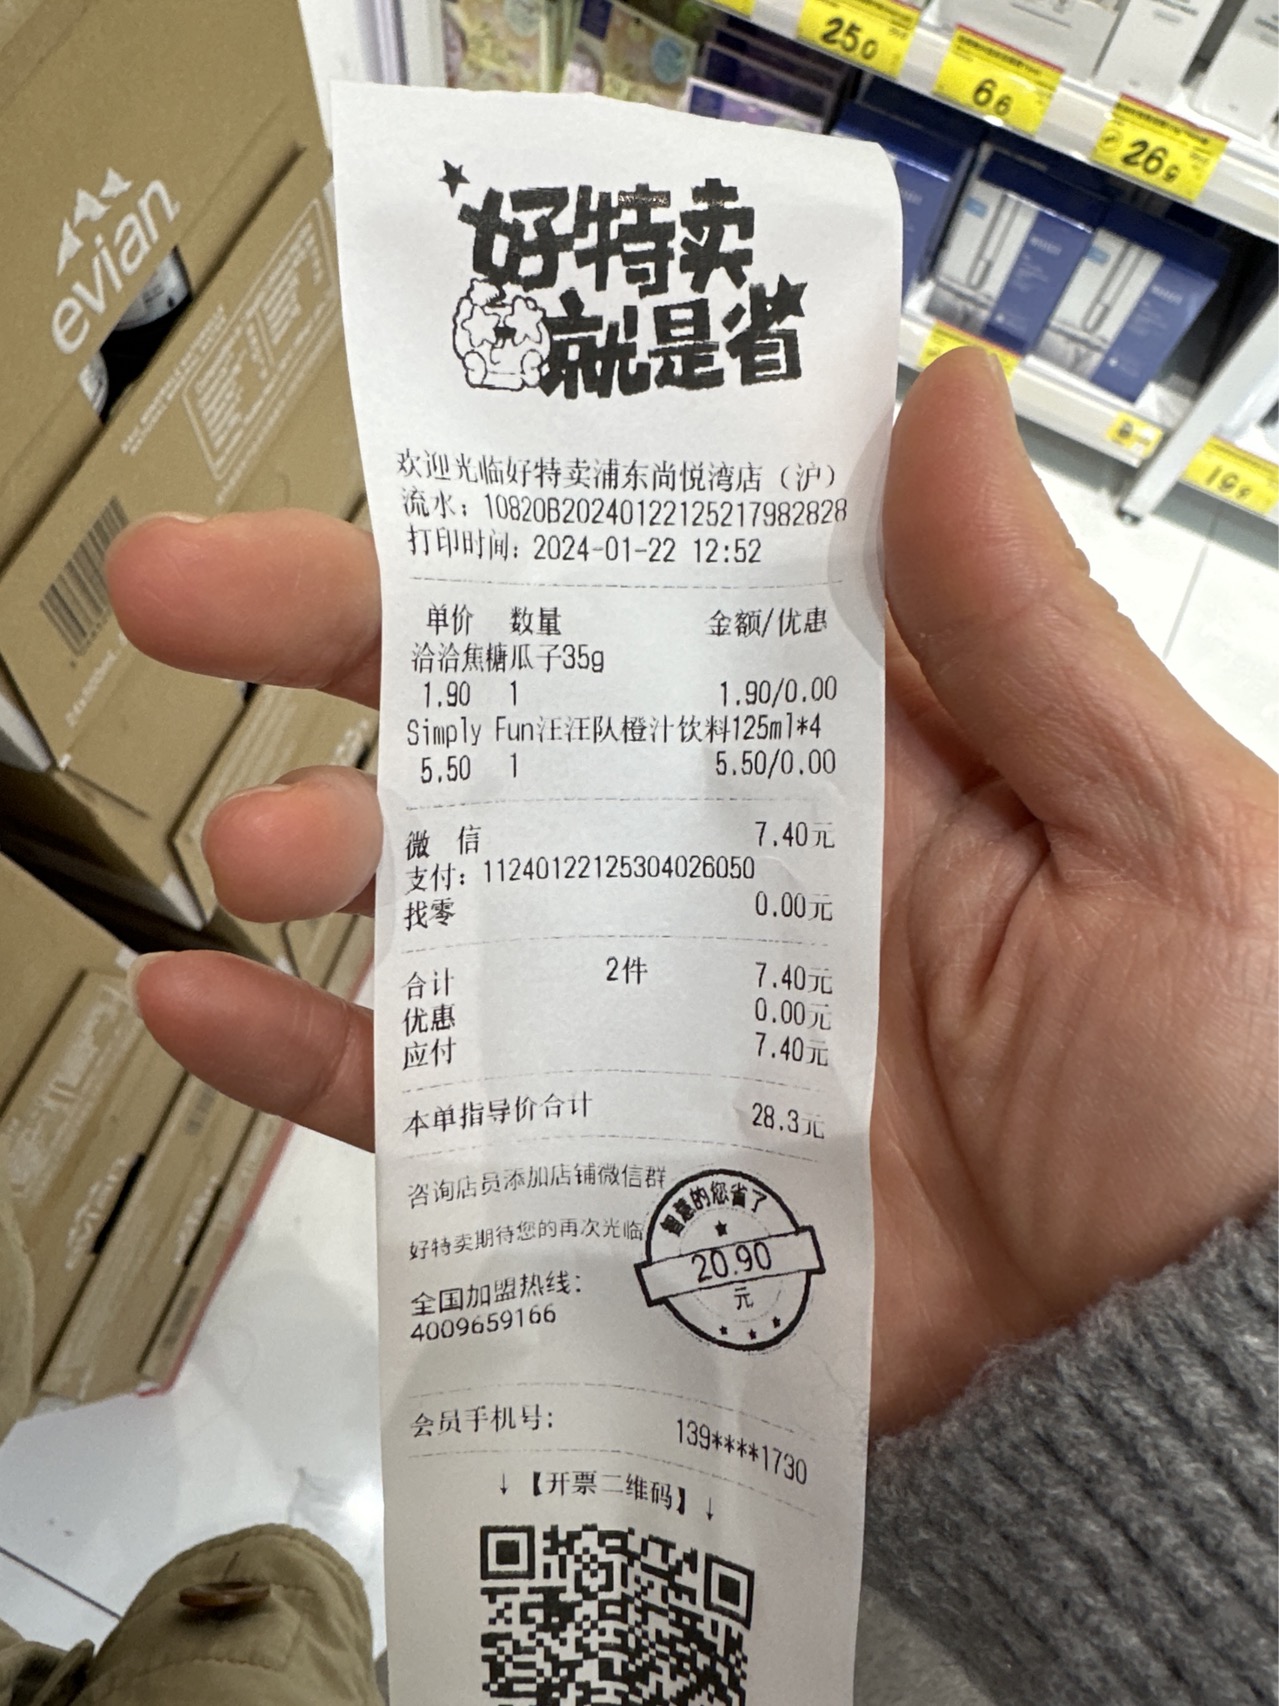 evian
25.0
6.6
26.9
好特卖
就是省
欢迎光临好特卖浦东尚悦湾店（沪）
流水：10820B20240122125217982828
打印时间：2024-01-22 12:52
单价 数量 金额/优惠
洽洽焦糖瓜子35g
1.90 1 1.90/0.00
Simply Fun汪汪队橙汁饮料125ml*4
5.50 1 5.50/0.00
微 信 7.40元
支付：11240122125304026050
找零 0.00元
合计 2件 7.40元
优惠 0.00元
应付 7.40元
本单指导价合计 28.3元
咨询店员添加店铺微信群
好特卖期待您的再次光临
智慧的您省了
20.90
元
全国加盟热线：
4009659166
会员手机号： 139****1730
↓【开票二维码】↓